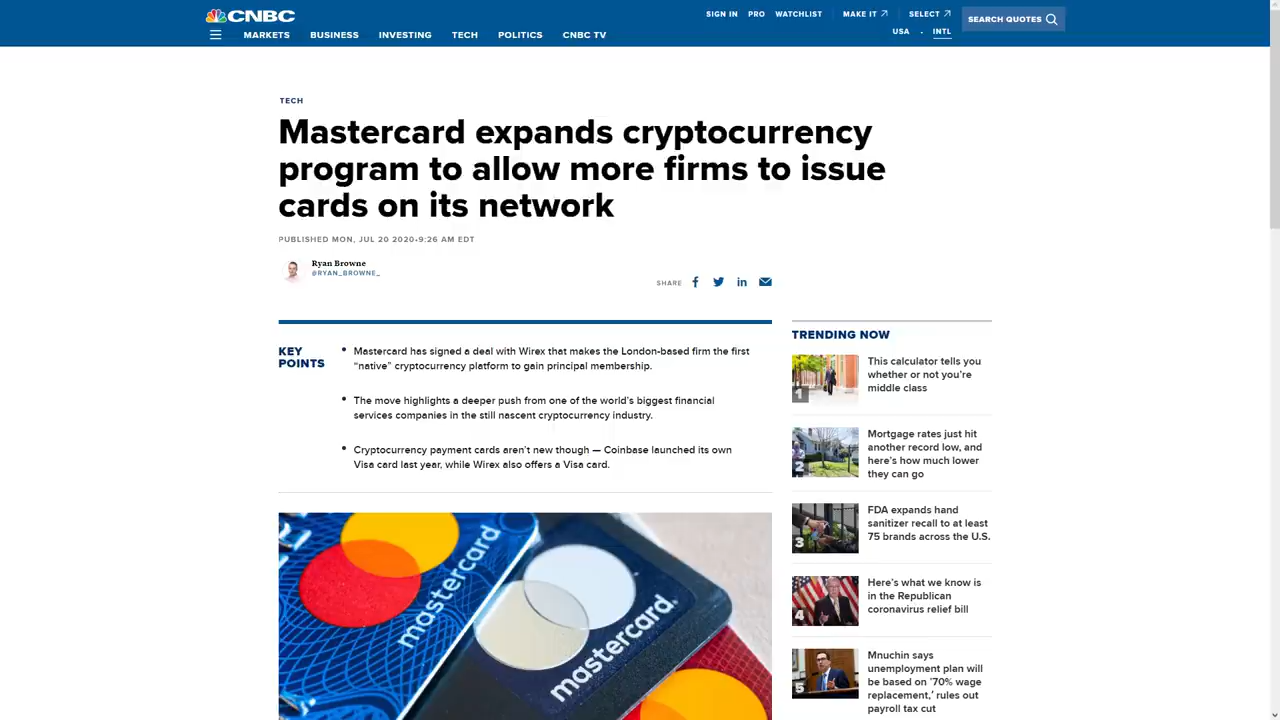 CNBC
SIGN IN PRO WATCHLIST MAKE IT SELECT SEARCH QUOTES
MARKETS BUSINESS INVESTING TECH POLITICS CNBC TV USA · INTL
TECH
Mastercard expands cryptocurrency
program to allow more firms to issue
cards on its network
PUBLISHED MON, JUL 20 2020•9:26 AM EDT
Ryan Browne
@RYAN_BROWNE_
SHARE
KEY
POINTS
• Mastercard has signed a deal with Wirex that makes the London-based firm the first
“native” cryptocurrency platform to gain principal membership.
• The move highlights a deeper push from one of the world’s biggest financial
services companies in the still nascent cryptocurrency industry.
• Cryptocurrency payment cards aren’t new though — Coinbase launched its own
Visa card last year, while Wirex also offers a Visa card.
mastercard
mastercard.
TRENDING NOW
1
This calculator tells you
whether or not you’re
middle class
2
Mortgage rates just hit
another record low, and
here’s how much lower
they can go
3
FDA expands hand
sanitizer recall to at least
75 brands across the U.S.
4
Here’s what we know is
in the Republican
coronavirus relief bill
5
Mnuchin says
unemployment plan will
be based on ’70% wage
replacement,’ rules out
payroll tax cut